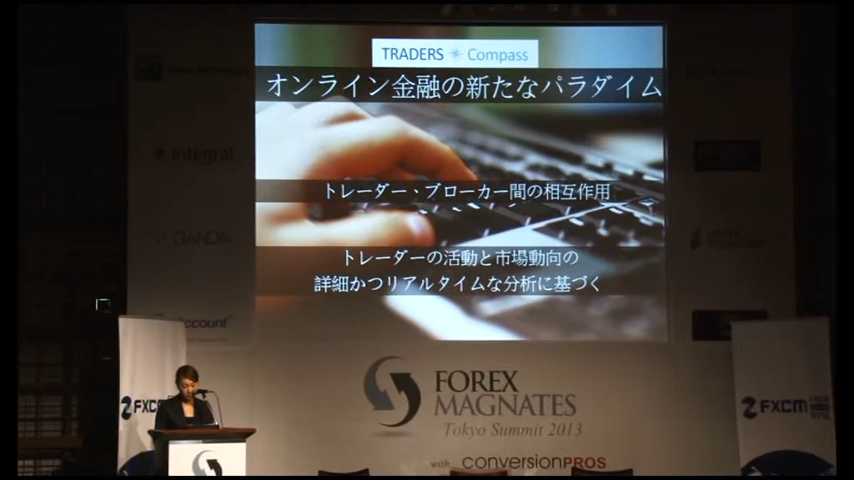 TRADERS Compass
オンライン金融の新たなパラダイム
トレーダー、ブローカー間の相互作用
トレーダーの活動と市場動向の
詳細かつリアルタイムな分析に基づく
integral
OANDA
FOREX
MAGNATES
Tokyo Summit 2013
with conversionPROS
FXCM
FXCM